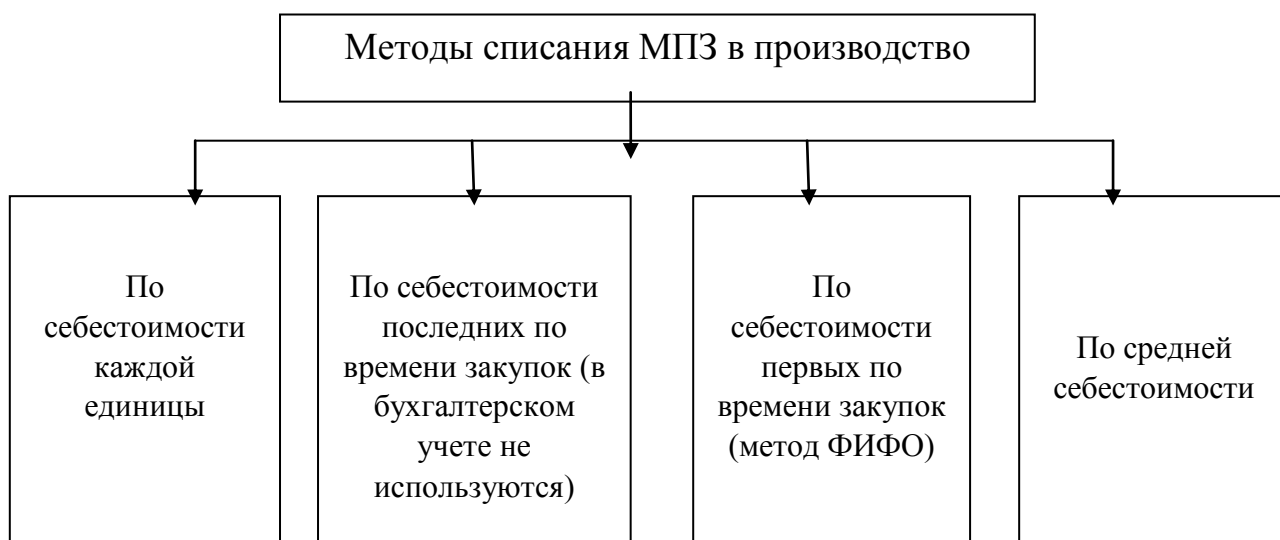 Методы списания МПЗ в производство
По
себестоимости
каждой
единицы
По себестоимости
последних по
времени закупок (в
бухгалтерском
учете не
используются)
По
себестоимости
первых по
времени закупок
(метод ФИФО)
По средней
себестоимости